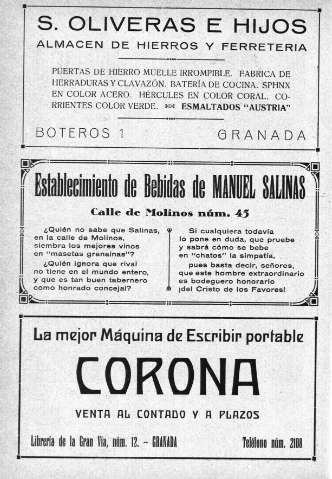 S. OLIVERAS E HIJOS
ALMACEN DE HIERROS Y FERRETERIA
PUERTAS DE HIERRO MUELLE IRROMPIBLE. FABRICA DE
HERRADURAS Y CLAVAZÓN. BATERÍA DE COCINA. SPHNX
EN COLOR ACERO. HÉRCULES EN COLOR CORAL. CO-
RRIENTES COLOR VERDE. ESMALTADOS "AUSTRIA"
BOTEROS 1 GRANADA
Establecimiento de Bebidas de MANUEL SALINAS
Calle de Molinos núm. 45
¿Quién no sabe que Salinas,
en la calle de Molinos,
siembra los mejores vinos
en "masetas granainas"?
¿Quién ignora que rival
no tiene en el mundo entero,
y que es tan buen tabernero
como honrado concejal?
Si cualquiera todavía
lo pone en duda, que pruebe
y sabrá cómo se bebe
en "chatos" la simpatía,
pues basta decir, señores,
que este hombre extraordinario
es bodeguero honorario
¡del Cristo de los Favores!
La mejor Máquina de Escribir portable
CORONA
VENTA AL CONTADO Y A PLAZOS
Librería de la Gran Vía, núm. 12. – GRANADA Teléfono núm. 2108